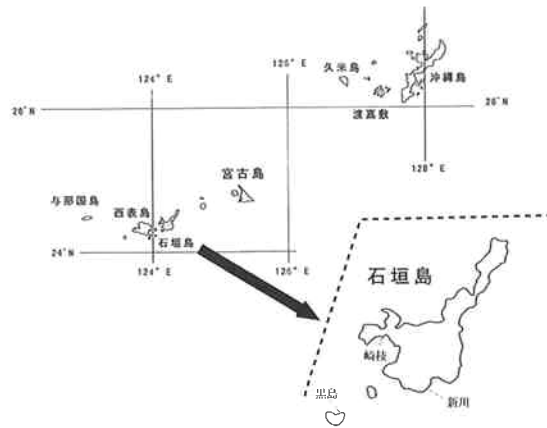 126°E
久米島
沖縄島
124°E
26°N
26°N
渡嘉敷
宮古島
128°E
与那国島
西表島
石垣島
24°N
124°E
126°E
石垣島
崎枝
黒島
新川